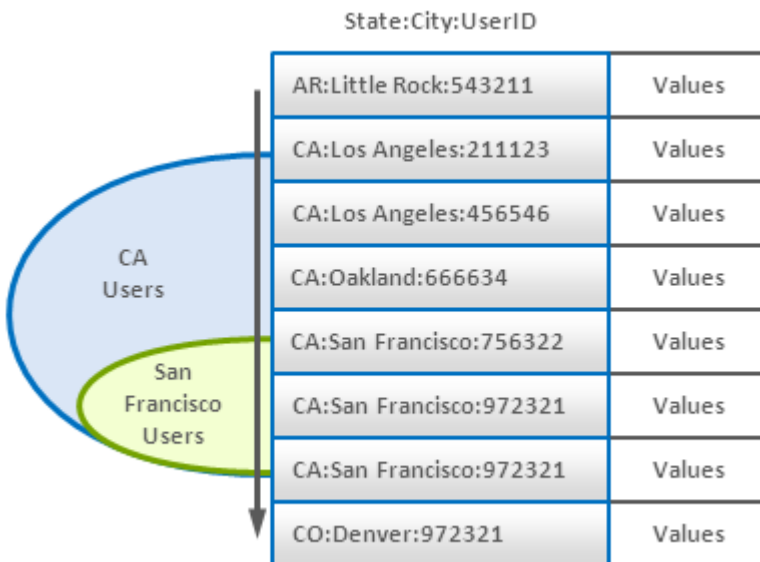 State:City:UserID
AR:Little Rock:543211 Values
CA:Los Angeles:211123 Values
CA:Los Angeles:456546 Values
CA
Users
CA:Oakland:666634 Values
CA:San Francisco:756322 Values
San
Francisco
Users
CA:San Francisco:972321 Values
CA:San Francisco:972321 Values
CO:Denver:972321 Values